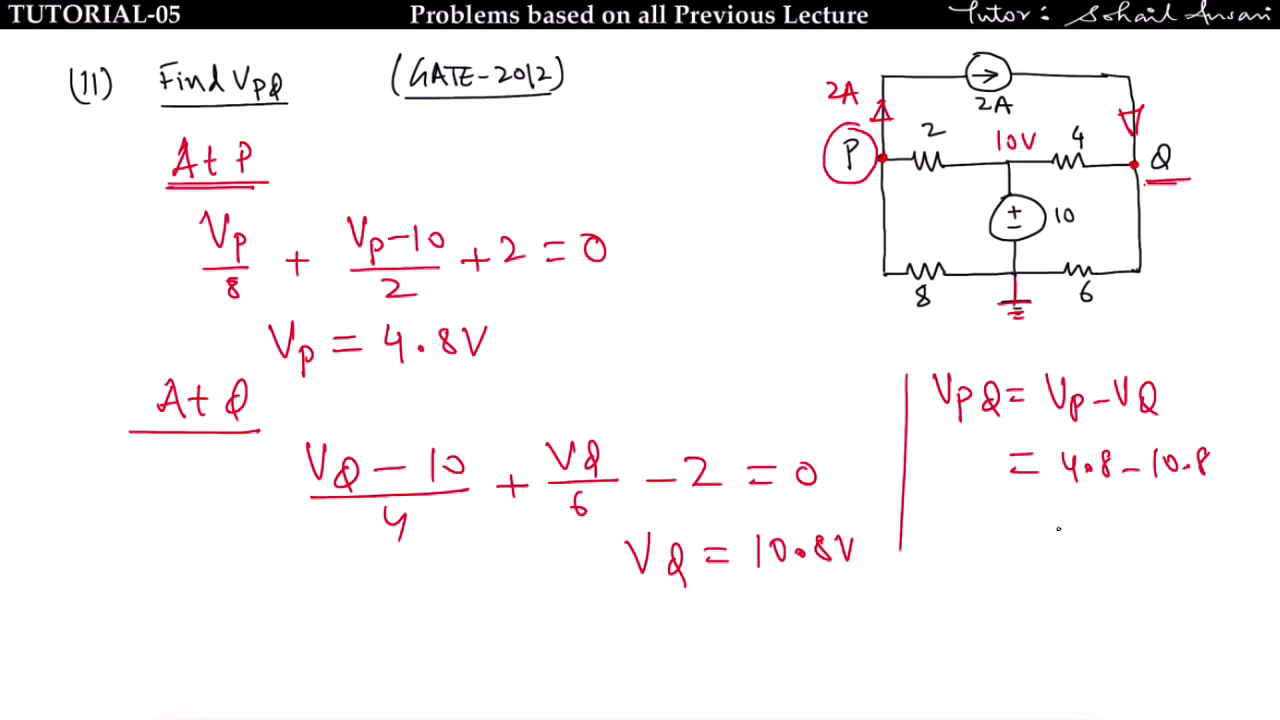 TUTORIAL-05 Problems based on all Previous Lecture Tutor: Sohail Ansari
(11) Find VPQ (GATE-2012)
2A
2A
P
2
10V
4
Q
+
-
10
8
6
At P
VP/8 + VP-10/2 + 2 = 0
VP = 4.8V
At Q
VQ - 10/4 + VQ/6 - 2 = 0
VQ = 10.8V
VPQ = VP - VQ
= 4.8 - 10.8